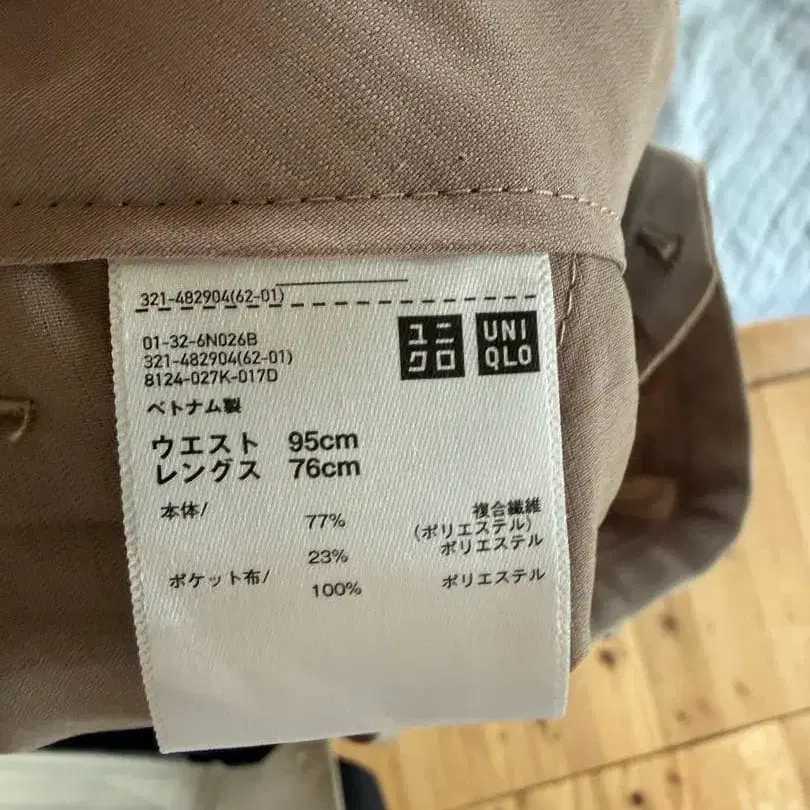 321-482904(62-01)
01-32-6N026B
321-482904(62-01)
8124-027K-017D
ユニクロ
UNIQLO
ベトナム製
ウエスト 95cm
レングス 76cm
本体/ 77% 複合繊維
(ポリエステル)
23% ポリエステル
ポケット布/ 100% ポリエステル